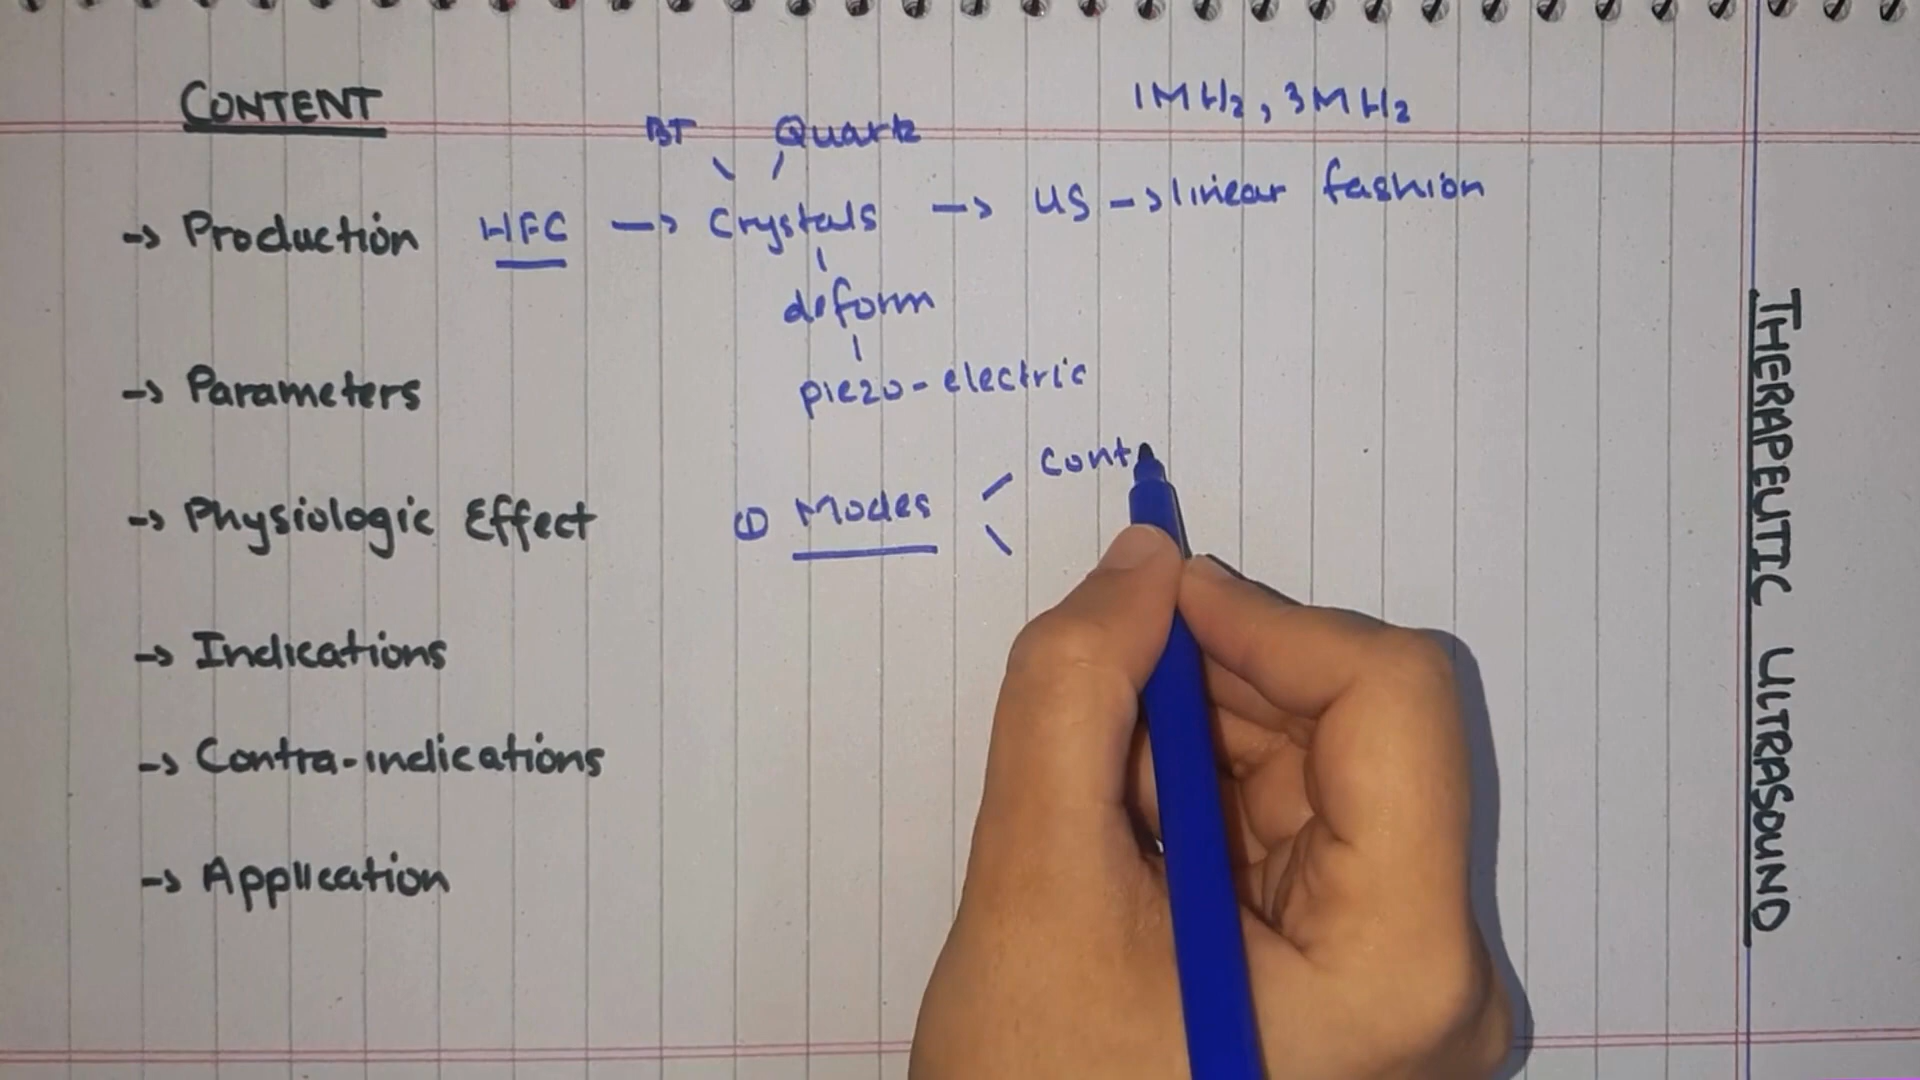 CONTENT
1MHz, 3MHz
BT Quartz
-> Production HFC -> Crystals -> US -> linear fashion
deform
-> Parameters piezo-electric
cont
-> Physiologic Effect ① Modes
-> Indications
-> Contra-indications
-> Application
THERAPEUTIC ULTRASOUND